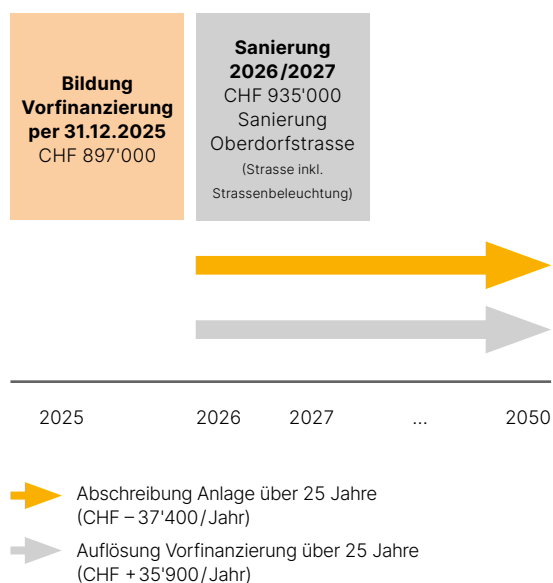 Bildung
Vorfinanzierung
per 31.12.2025
CHF 897'000
Sanierung
2026/2027
CHF 935'000
Sanierung
Oberdorfstrasse
(Strasse inkl.
Strassenbeleuchtung)
2025 2026 2027 ... 2050
Abschreibung Anlage über 25 Jahre
(CHF – 37'400/Jahr)
Auflösung Vorfinanzierung über 25 Jahre
(CHF + 35'900/Jahr)